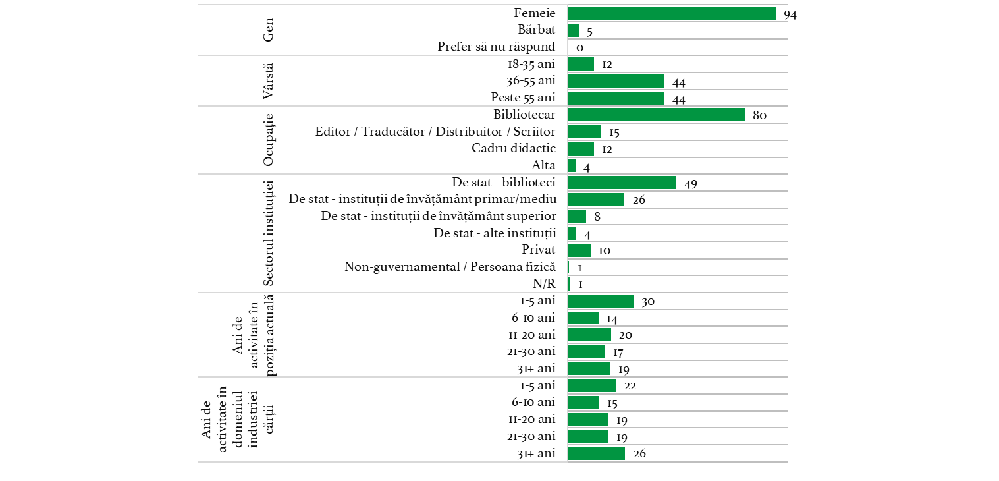 Gen
Femeie 94
Bărbat 5
Prefer să nu răspund 0
Vârstă
18-35 ani 12
36-55 ani 44
Peste 55 ani 44
Ocupație
Bibliotecar 80
Editor / Traducător / Distribuitor / Scriitor 15
Cadru didactic 12
Alta 4
Sectorul instituției
De stat - biblioteci 49
De stat - instituții de învățământ primar/mediu 26
De stat - instituții de învățământ superior 8
De stat - alte instituții 4
Privat 10
Non-guvernamental / Persoana fizică 1
N/R 1
Ani de
activitate în
poziția actuală
1-5 ani 30
6-10 ani 14
11-20 ani 20
21-30 ani 17
31+ ani 19
Ani de
activitate în
domeniul
industriei
cărții
1-5 ani 22
6-10 ani 15
11-20 ani 19
21-30 ani 19
31+ ani 26